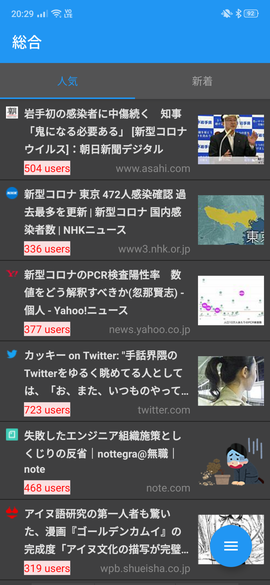 20:29
92
総合
人気
新着
岩手初の感染者に中傷続く　知事
「鬼になる必要ある」 [新型コロナ
ウイルス]：朝日新聞デジタル
504 users
www.asahi.com
新型コロナ 東京 472人感染確認 過
去最多を更新 | 新型コロナ 国内感
染者数 | NHKニュース
336 users
www3.nhk.or.jp
東京
新型コロナのPCR検査陽性率　数
値をどう解釈すべきか(忽那賢志) -
個人 - Yahoo!ニュース
377 users
news.yahoo.co.jp
カッキー on Twitter: "手話界隈の
Twitterをゆるく眺めてる人として
は、「お、また、いつものやって...
723 users
twitter.com
失敗したエンジニア組織施策とし
くじりの反省｜nottegra@無職｜
note
468 users
note.com
アイヌ語研究の第一人者も驚い
た、漫画『ゴールデンカムイ』の
完成度「アイヌ文化の描写が完璧...
319 users
wpb.shueisha.co.jp